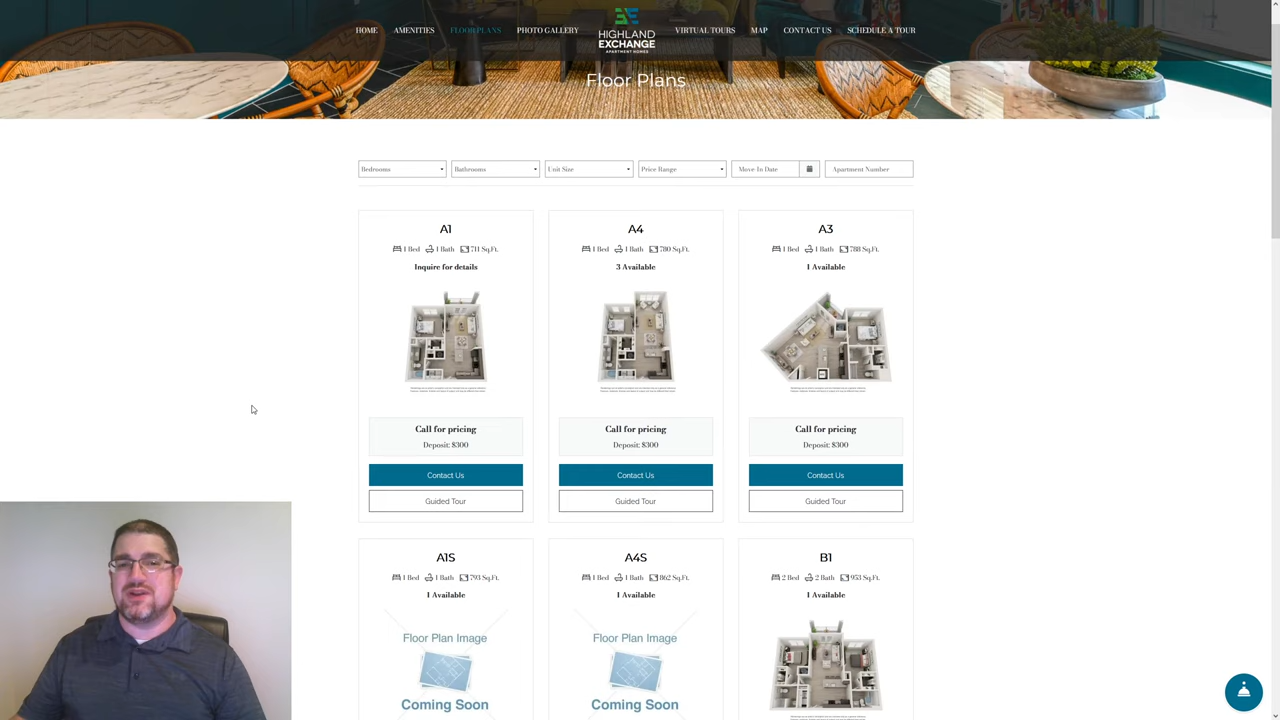 HOME AMENITIES FLOOR PLANS PHOTO GALLERY HIGHLAND EXCHANGE APARTMENT HOMES VIRTUAL TOURS MAP CONTACT US SCHEDULE A TOUR
Floor Plans
Bedrooms Bathrooms Unit Size Price Range Move-In Date Apartment Number
A1
1 Bed 1 Bath 711 Sq.Ft.
Inquire for details
Call for pricing
Deposit: $300
Contact Us
Guided Tour
A4
1 Bed 1 Bath 780 Sq.Ft.
3 Available
Call for pricing
Deposit: $300
Contact Us
Guided Tour
A3
1 Bed 1 Bath 788 Sq.Ft.
1 Available
Call for pricing
Deposit: $300
Contact Us
Guided Tour
A1S
1 Bed 1 Bath 793 Sq.Ft.
1 Available
Floor Plan Image
Coming Soon
A4S
1 Bed 1 Bath 862 Sq.Ft.
1 Available
Floor Plan Image
Coming Soon
B1
2 Bed 2 Bath 953 Sq.Ft.
1 Available